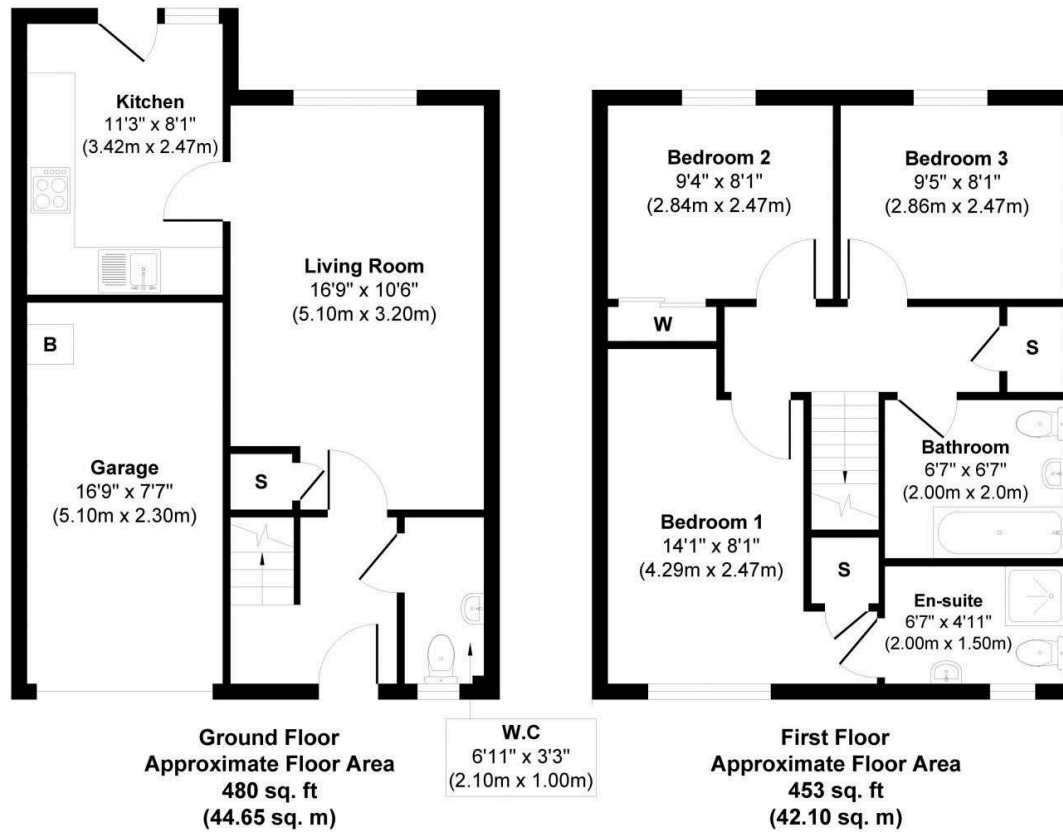 Kitchen
11'3" x 8'1"
(3.42m x 2.47m)
Living Room
16'9" x 10'6"
(5.10m x 3.20m)
B
Garage
16'9" x 7'7"
(5.10m x 2.30m)
S
W.C
6'11" x 3'3"
(2.10m x 1.00m)
Ground Floor
Approximate Floor Area
480 sq. ft
(44.65 sq. m)
Bedroom 2
9'4" x 8'1"
(2.84m x 2.47m)
Bedroom 3
9'5" x 8'1"
(2.86m x 2.47m)
W
S
Bathroom
6'7" x 6'7"
(2.00m x 2.0m)
Bedroom 1
14'1" x 8'1"
(4.29m x 2.47m)
S
En-suite
6'7" x 4'11"
(2.00m x 1.50m)
First Floor
Approximate Floor Area
453 sq. ft
(42.10 sq. m)